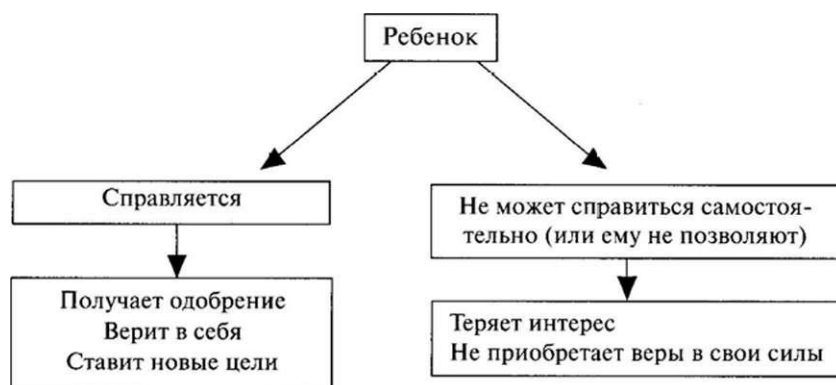 Ребенок
Справляется
Не может справиться самостоя-
тельно (или ему не позволяют)
Получает одобрение
Верит в себя
Ставит новые цели
Теряет интерес
Не приобретает веры в свои силы